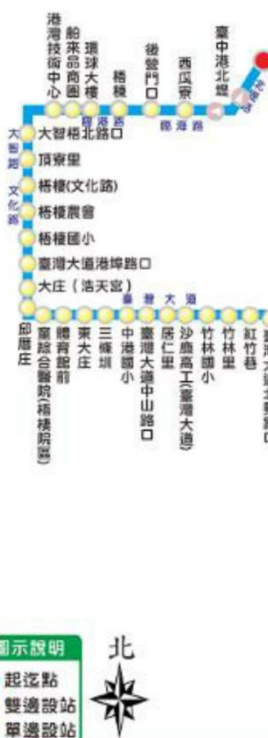 港灣技術中心
船來品商圈
環球大樓
梧棲
後營門口
西瓜寮
臺中港北堤
臨港路
臨海路
大智路
文化路
大智梧北路口
頂寮里
梧棲(文化路)
梧棲農會
梧棲國小
臺灣大道港埠路口
大庄(浩天宮)
臺灣大道
邱厝庄
童綜合醫院(梧棲院區)
體育館前
東大庄
三條圳
中港國小
臺灣大道中山路口
居仁里
沙鹿高工(臺灣大道)
竹林國小
竹林里
紅竹巷
圖示說明
起迄點
雙邊設站
單邊設站
北